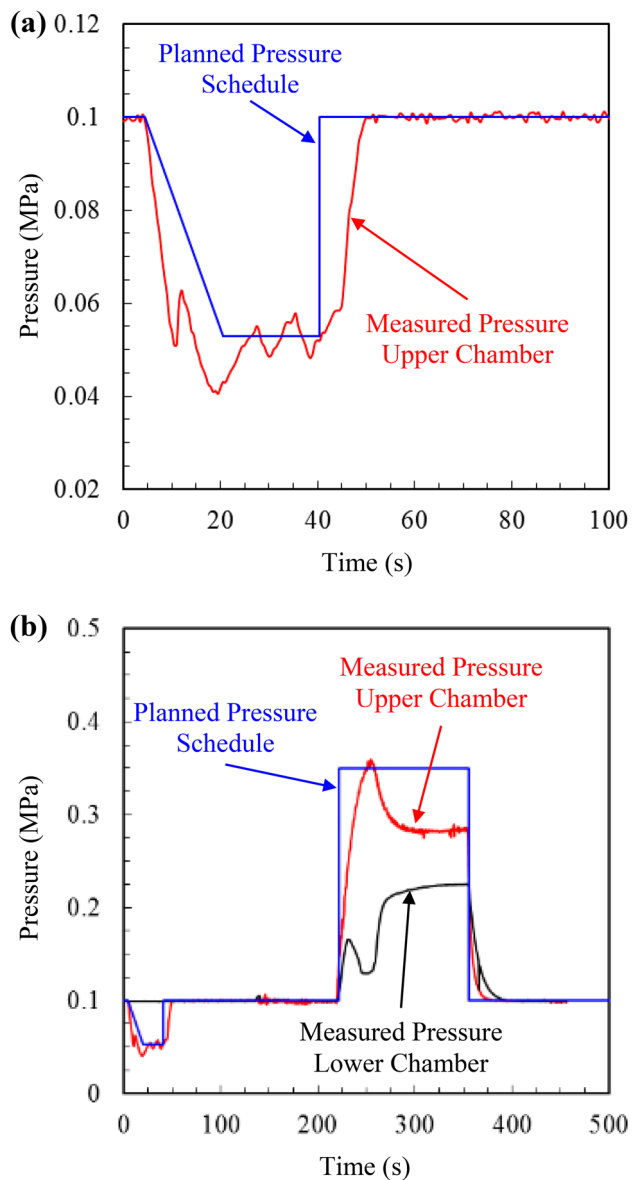 (a)
0.12
0.1
0.08
0.06
0.04
0.02
Pressure (MPa)
Planned Pressure
Schedule
Measured Pressure
Upper Chamber
0 20 40 60 80 100
Time (s)
(b)
0.5
0.4
0.3
0.2
0.1
0
Pressure (MPa)
Measured Pressure
Upper Chamber
Planned Pressure
Schedule
Measured Pressure
Lower Chamber
0 100 200 300 400 500
Time (s)